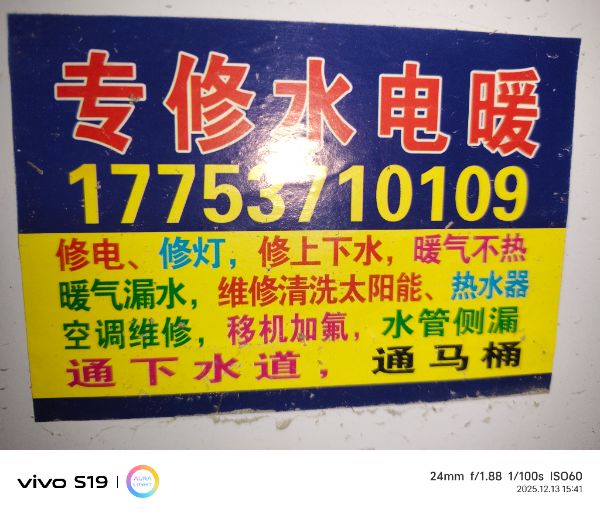 专修水电暖
17753710109
修电、修灯，修上下水，暖气不热
暖气漏水，维修清洗太阳能、热水器
空调维修，移机加氟，水管侧漏
通下水道，通马桶
vivo S19
AURA
LIGHT
24mm f/1.88 1/100s ISO60
2025.12.13 15:41